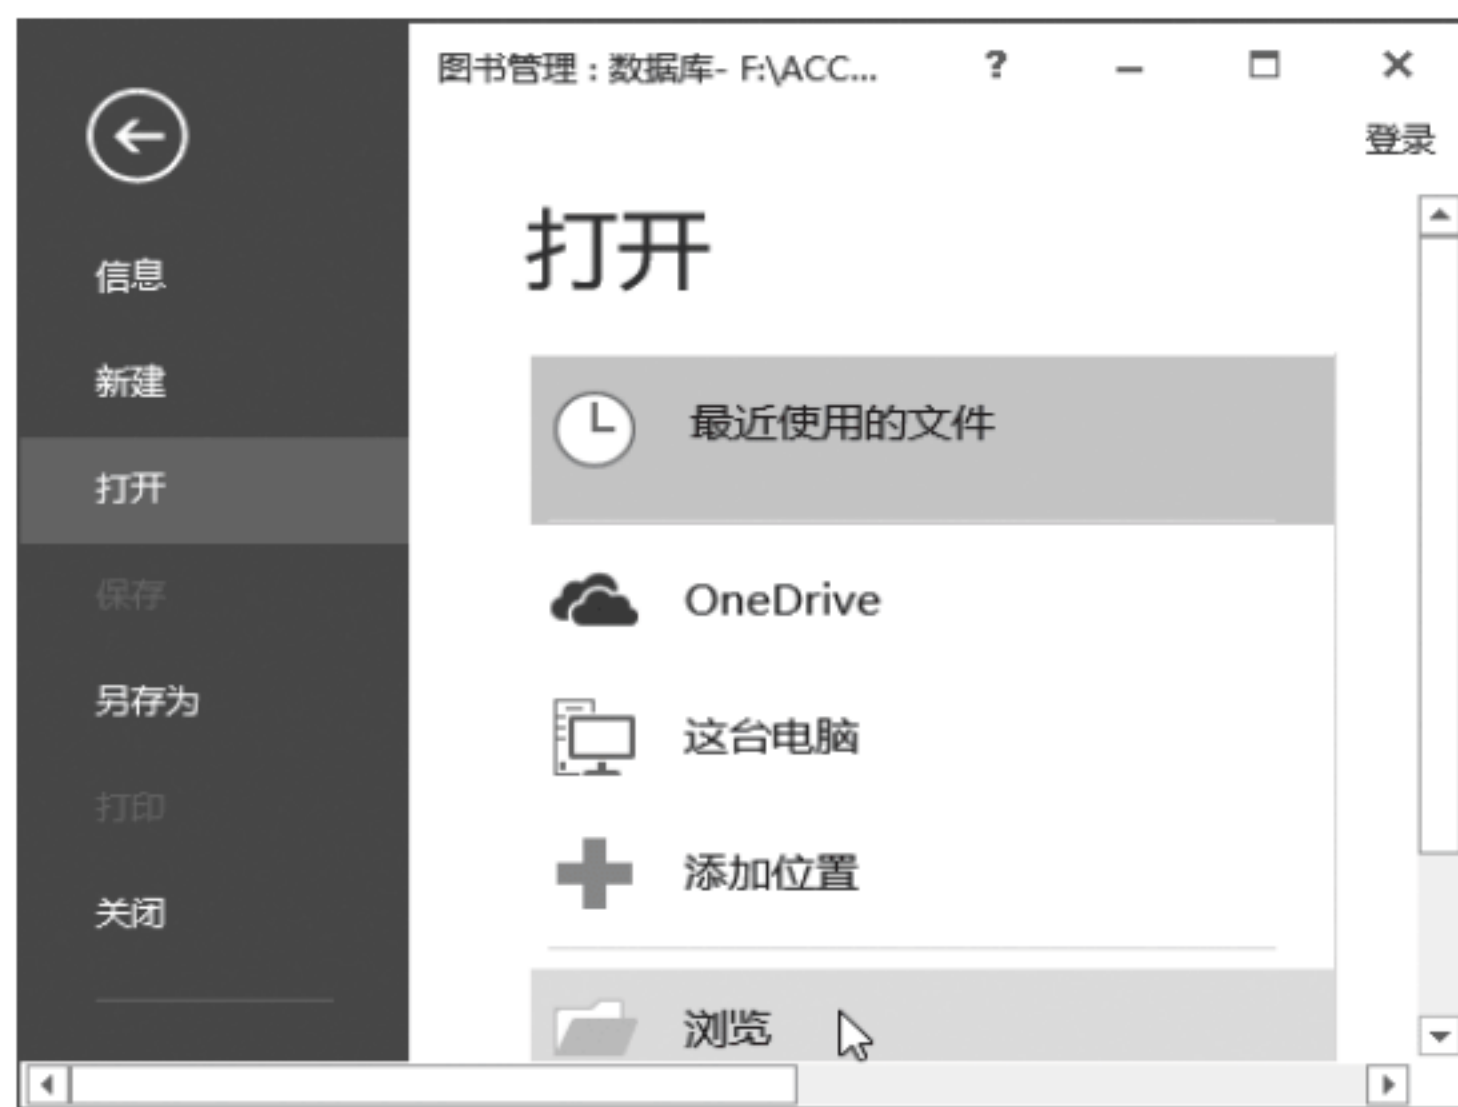 图书管理：数据库- F:\ACC...
?
登录
信息
新建
打开
保存
另存为
打印
关闭
打开
最近使用的文件
OneDrive
这台电脑
添加位置
浏览